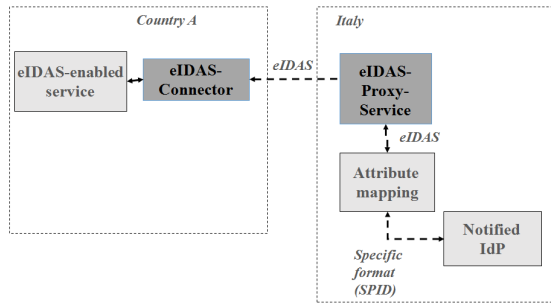 Country A
Italy
eIDAS-enabled
service
eIDAS-
Connector
eIDAS
eIDAS-
Proxy-
Service
eIDAS
Attribute
mapping
Notified
IdP
Specific
format
(SPID)